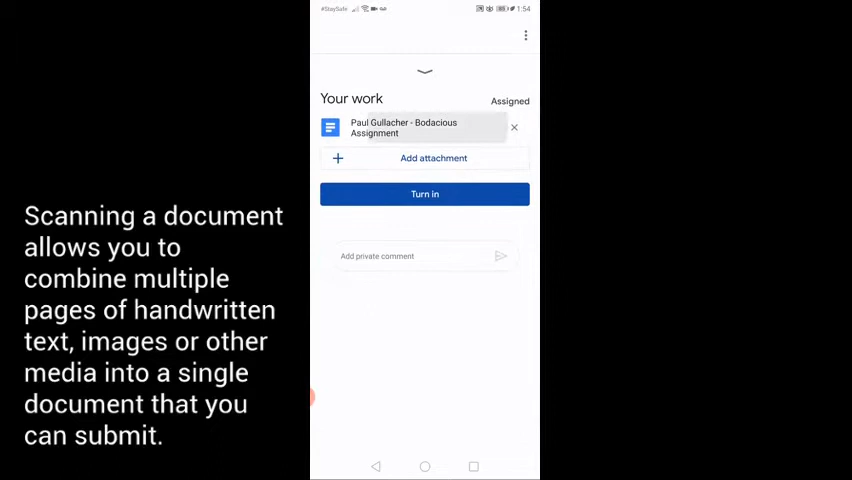 #StaySafe
1:54
Your work
Assigned
Paul Gullacher - Bodacious
Assignment
Add attachment
Turn in
Add private comment
Scanning a document
allows you to
combine multiple
pages of handwritten
text, images or other
media into a single
document that you
can submit.